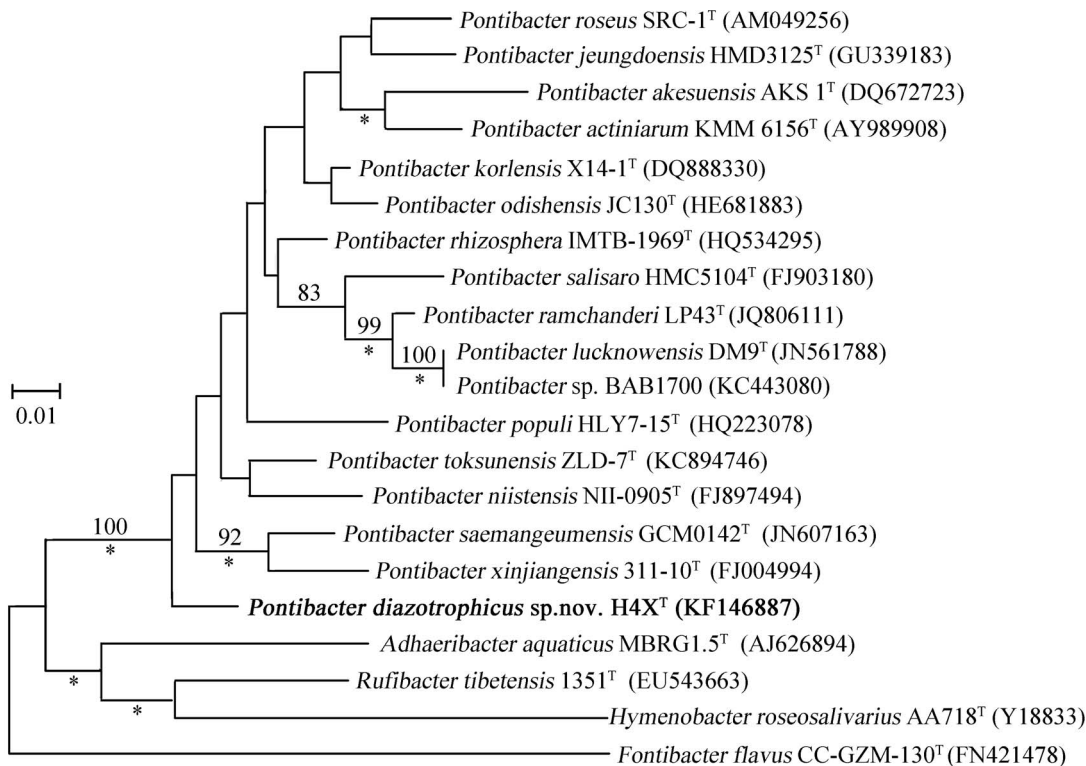 Pontibacter roseus SRC-1ᵀ (AM049256)
Pontibacter jeungdoensis HMD3125ᵀ (GU339183)
Pontibacter akesuensis AKS 1ᵀ (DQ672723)
*
Pontibacter actiniarum KMM 6156ᵀ (AY989908)
Pontibacter korlensis X14-1ᵀ (DQ888330)
Pontibacter odishensis JC130ᵀ (HE681883)
Pontibacter rhizosphera IMTB-1969ᵀ (HQ534295)
Pontibacter salisaro HMC5104ᵀ (FJ903180)
83
Pontibacter ramchanderi LP43ᵀ (JQ806111)
99
*
Pontibacter lucknowensis DM9ᵀ (JN561788)
100
*
Pontibacter sp. BAB1700 (KC443080)
0.01
Pontibacter populi HLY7-15ᵀ (HQ223078)
Pontibacter toksunensis ZLD-7ᵀ (KC894746)
Pontibacter niistensis NII-0905ᵀ (FJ897494)
100
*
92
*
Pontibacter saemangeumensis GCM0142ᵀ (JN607163)
Pontibacter xinjiangensis 311-10ᵀ (FJ004994)
Pontibacter diazotrophicus sp.nov. H4Xᵀ (KF146887)
Adhaeribacter aquaticus MBRG1.5ᵀ (AJ626894)
*
Rufibacter tibetensis 1351ᵀ (EU543663)
*
Hymenobacter roseosalivarius AA718ᵀ (Y18833)
Fontibacter flavus CC-GZM-130ᵀ (FN421478)